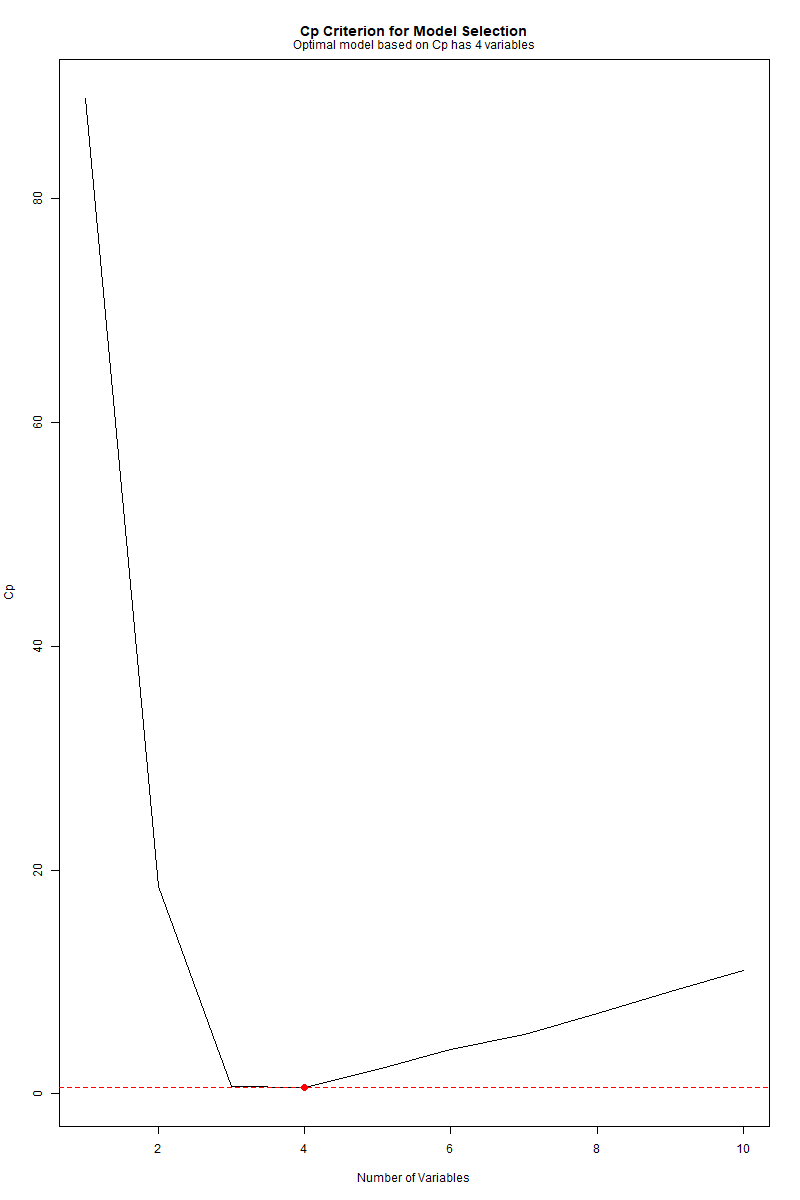 Cp Criterion for Model Selection
Optimal model based on Cp has 4 variables
80
60
40
20
0
Cp
2 4 6 8 10
Number of Variables